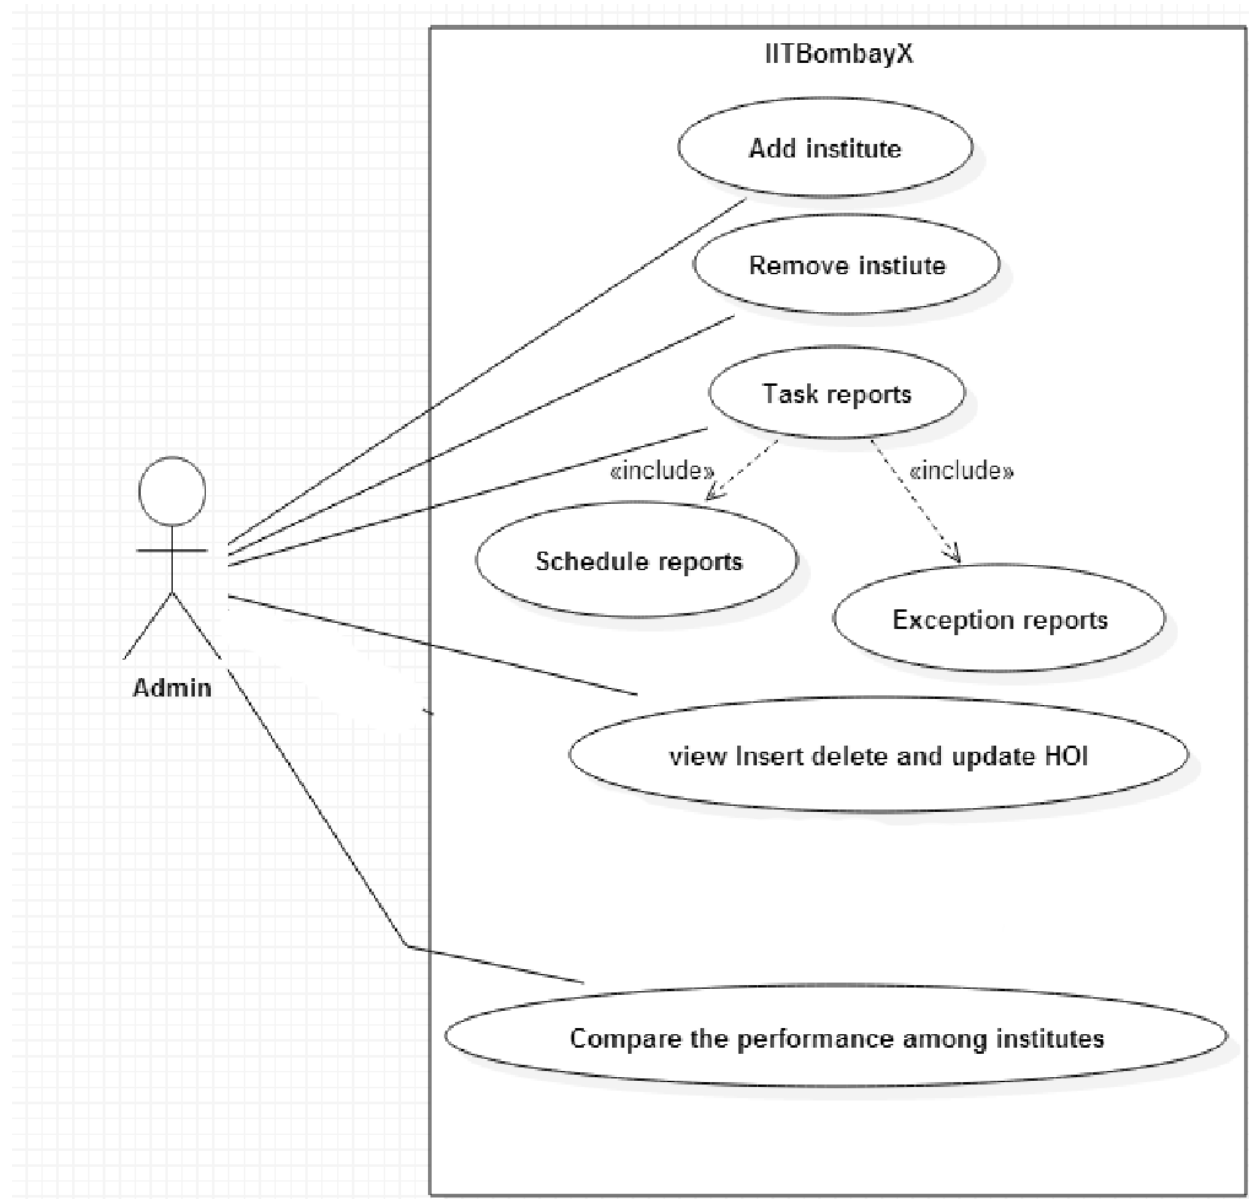 IITBombayX
Add institute
Remove instiute
Task reports
«include»
«include»
Schedule reports
Exception reports
Admin
view Insert delete and update HOI
Compare the performance among institutes